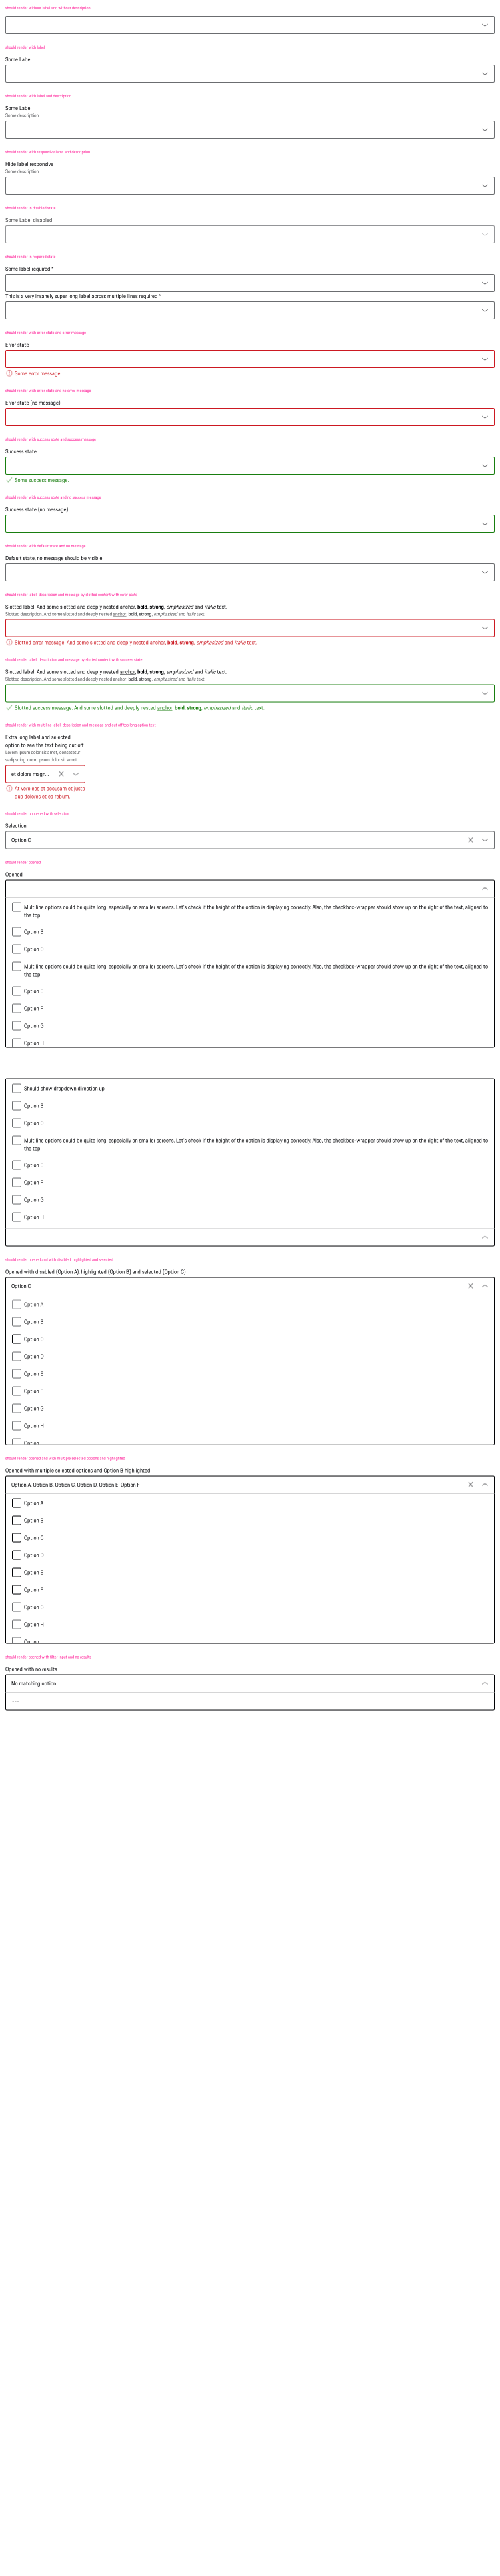 should render without label and without description
should render with label
Some Label
should render with label and description
Some Label
Some description
should render with responsive label and description
Hide label responsive
Some description
should render in disabled state
Some Label disabled
should render in required state
Some label required *
This is a very insanely super long label across multiple lines required *
should render with error state and error message
Error state
Some error message.
should render with error state and no error message
Error state (no message)
should render with success state and success message
Success state
Some success message.
should render with success state and no success message
Success state (no message)
should render with default state and no message
Default state, no message should be visible
should render label, description and message by slotted content with error state
Slotted label. And some slotted and deeply nested anchor, bold, strong, emphasized and italic text.
Slotted description. And some slotted and deeply nested anchor, bold, strong, emphasized and italic text.
Slotted error message. And some slotted and deeply nested anchor, bold, strong, emphasized and italic text.
should render label, description and message by slotted content with success state
Slotted label. And some slotted and deeply nested anchor, bold, strong, emphasized and italic text.
Slotted description. And some slotted and deeply nested anchor, bold, strong, emphasized and italic text.
Slotted success message. And some slotted and deeply nested anchor, bold, strong, emphasized and italic text.
should render with multiline label, description and message and cut off too long option text
Extra long label and selected
option to see the text being cut off
Lorem ipsum dolor sit amet, consetetur
sadipscing lorem ipsum dolor sit amet.
et dolore magn...
At vero eos et accusam et justo
duo dolores et ea rebum.
should render unopened with selection
Selection
Option C
should render opened
Opened
Multiline options could be quite long, especially on smaller screens. Let's check if the height of the option is displaying correctly. Also, the checkbox-wrapper should show up on the right of the text, aligned to
the top.
Option B
Option C
Multiline options could be quite long, especially on smaller screens. Let's check if the height of the option is displaying correctly. Also, the checkbox-wrapper should show up on the right of the text, aligned to
the top.
Option E
Option F
Option G
Option H
Should show dropdown direction up
Option B
Option C
Multiline options could be quite long, especially on smaller screens. Let's check if the height of the option is displaying correctly. Also, the checkbox-wrapper should show up on the right of the text, aligned to
the top.
Option E
Option F
Option G
Option H
should render opened and with disabled, highlighted and selected
Opened with disabled (Option A), highlighted (Option B) and selected (Option C)
Option C
Option A
Option B
Option C
Option D
Option E
Option F
Option G
Option H
Option I
should render opened and with multiple selected options and highlighted
Opened with multiple selected options and Option B highlighted
Option A, Option B, Option C, Option D, Option E, Option F
Option A
Option B
Option C
Option D
Option E
Option F
Option G
Option H
Option I
should render opened with filter input and no results
Opened with no results
No matching option
---